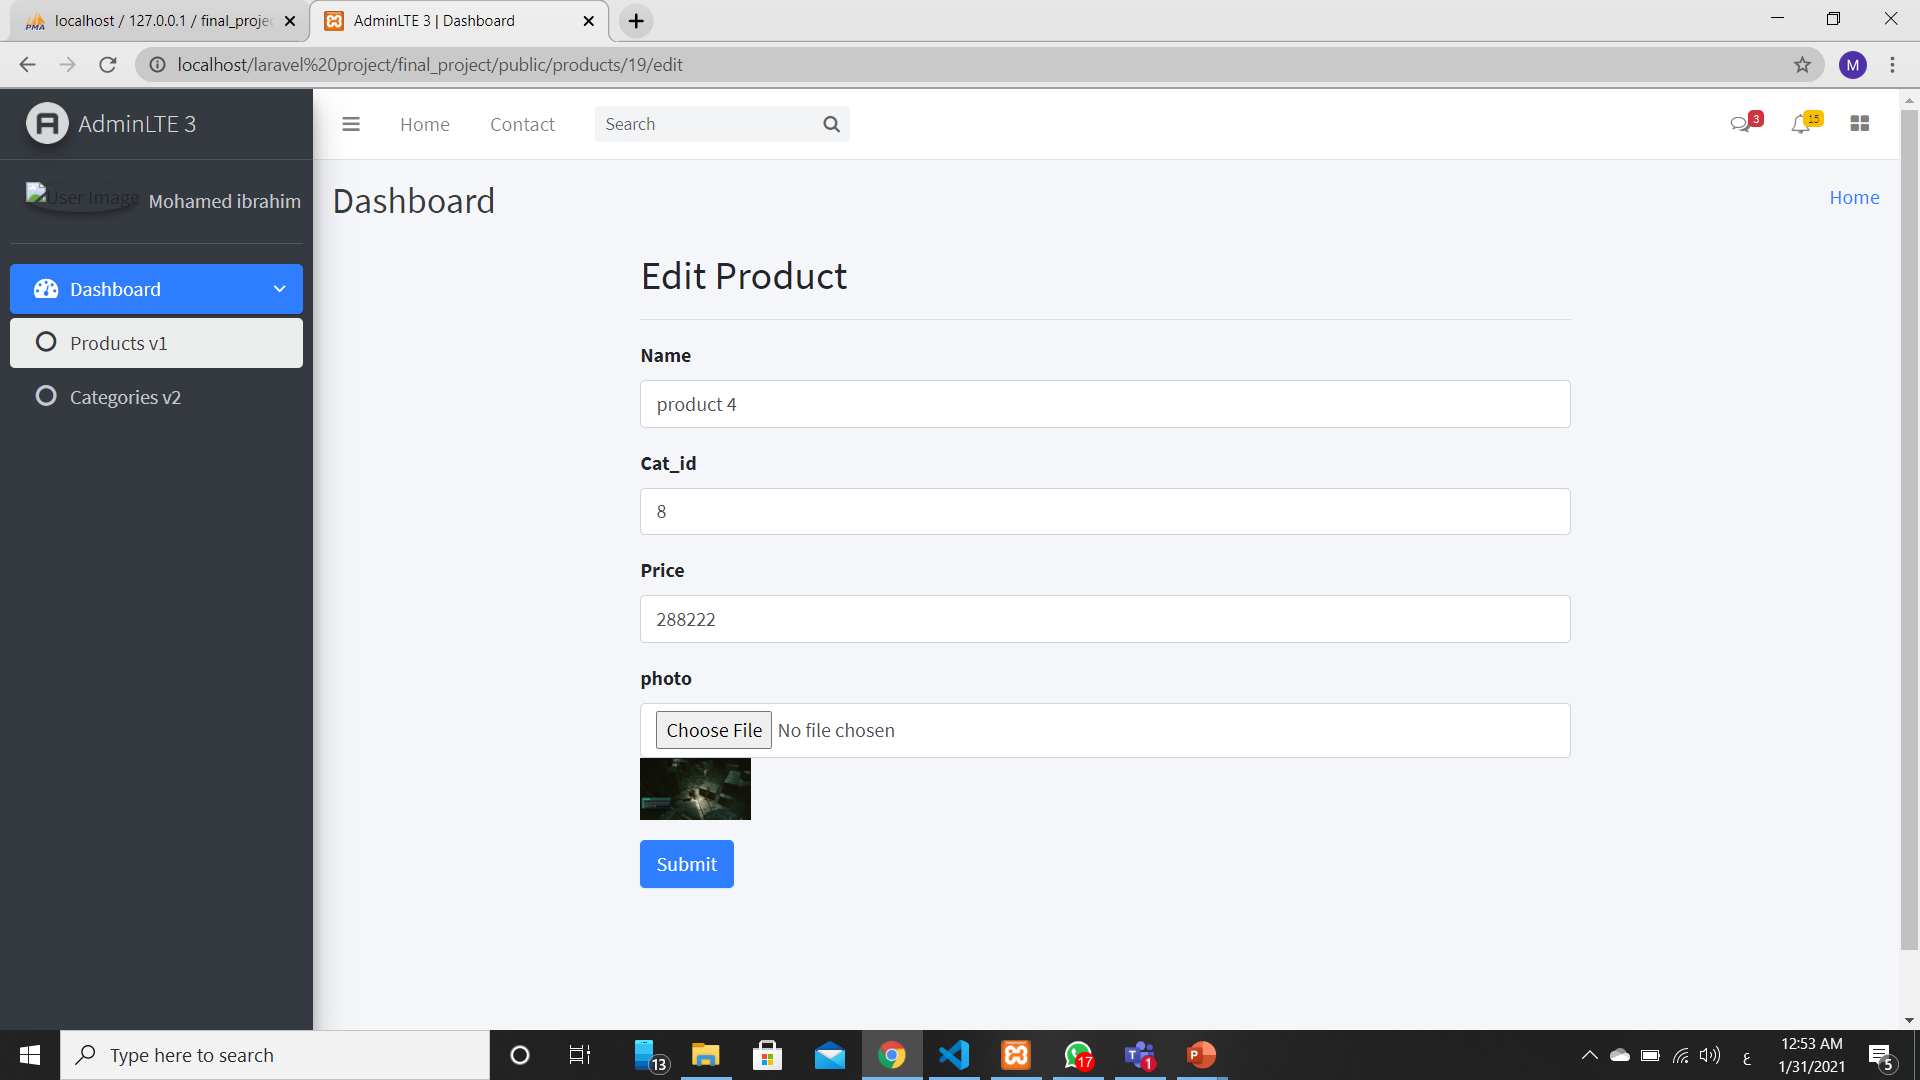 localhost / 127.0.0.1 / final_proje
AdminLTE 3 | Dashboard
localhost/laravel%20project/final_project/public/products/19/edit
M
AdminLTE 3
Home
Contact
Search
3
15
User Image
Mohamed ibrahim
Dashboard
Home
Dashboard
Products v1
Categories v2
Edit Product
Name
product 4
Cat_id
8
Price
288222
photo
Choose File No file chosen
Submit
Type here to search
13
17
1
ع
12:53 AM
1/31/2021
5